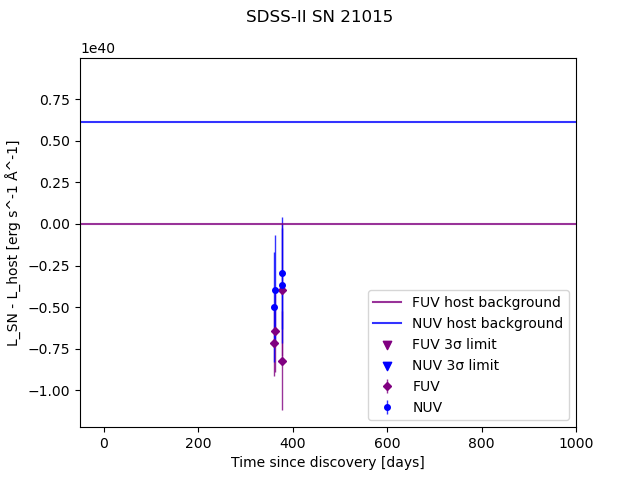 SDSS-II SN 21015
1e40
L_SN - L_host [erg s^-1 Å^-1]
0.75
0.50
0.25
0.00
−0.25
−0.50
−0.75
−1.00
FUV host background
NUV host background
FUV 3σ limit
NUV 3σ limit
FUV
NUV
0 200 400 600 800 1000
Time since discovery [days]